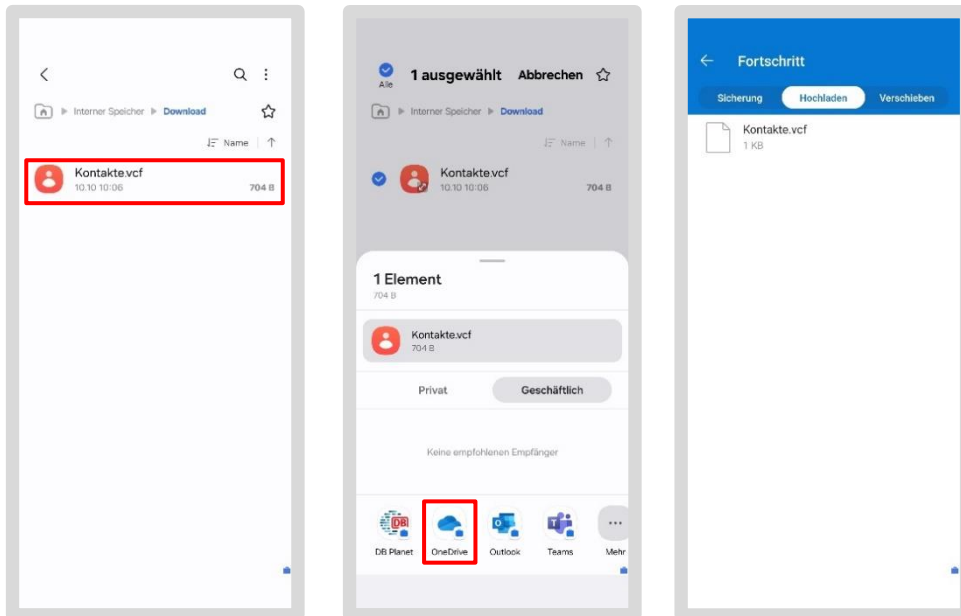 Interner Speicher Download
Name
Kontakte.vcf
10.10 10:06 704 B
1 ausgewählt Abbrechen
Alle
Interner Speicher Download
Name
Kontakte.vcf
10.10 10:06 704 B
1 Element
704 B
Kontakte.vcf
704 B
Privat Geschäftlich
Keine empfohlenen Empfänger
DB
DB Planet OneDrive Outlook Teams Mehr
Fortschritt
Sicherung Hochladen Verschieben
Kontakte.vcf
1 KB